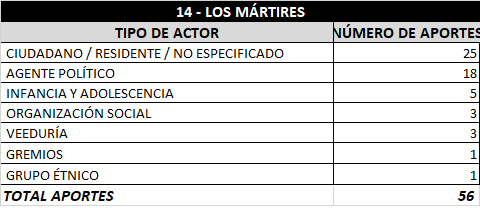 14 - LOS MÁRTIRES
TIPO DE ACTOR NÚMERO DE APORTES
CIUDADANO / RESIDENTE / NO ESPECIFICADO 25
AGENTE POLÍTICO 18
INFANCIA Y ADOLESCENCIA 5
ORGANIZACIÓN SOCIAL 3
VEEDURÍA 3
GREMIOS 1
GRUPO ÉTNICO 1
TOTAL APORTES 56